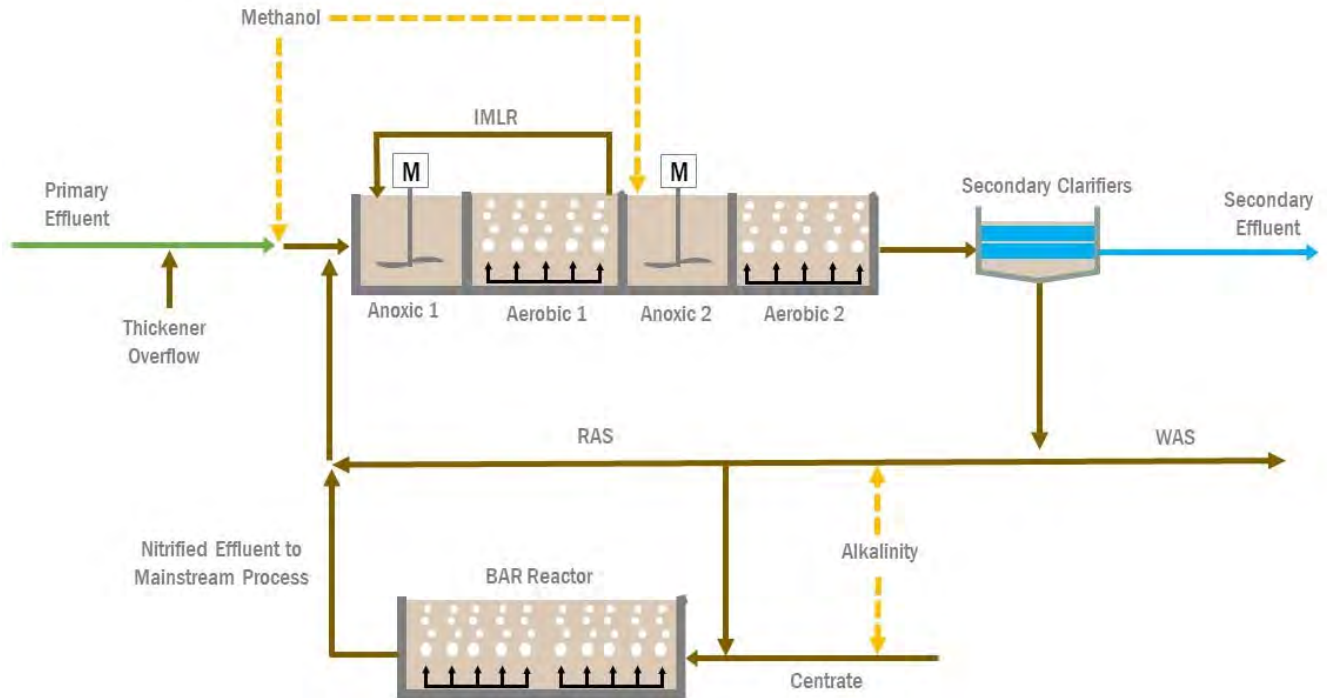 Methanol
IMLR
M
M
Primary
Effluent
Secondary Clarifiers
Secondary
Effluent
Thickener
Overflow
Anoxic 1
Aerobic 1
Anoxic 2
Aerobic 2
RAS
WAS
Nitrified Effluent to
Mainstream Process
BAR Reactor
Alkalinity
Centrate